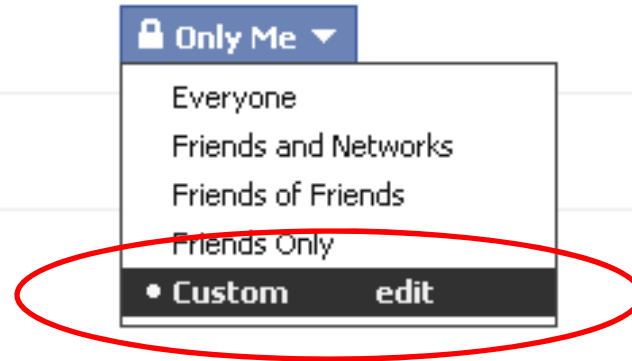 Only Me
Everyone
Friends and Networks
Friends of Friends
Friends Only
• Custom edit